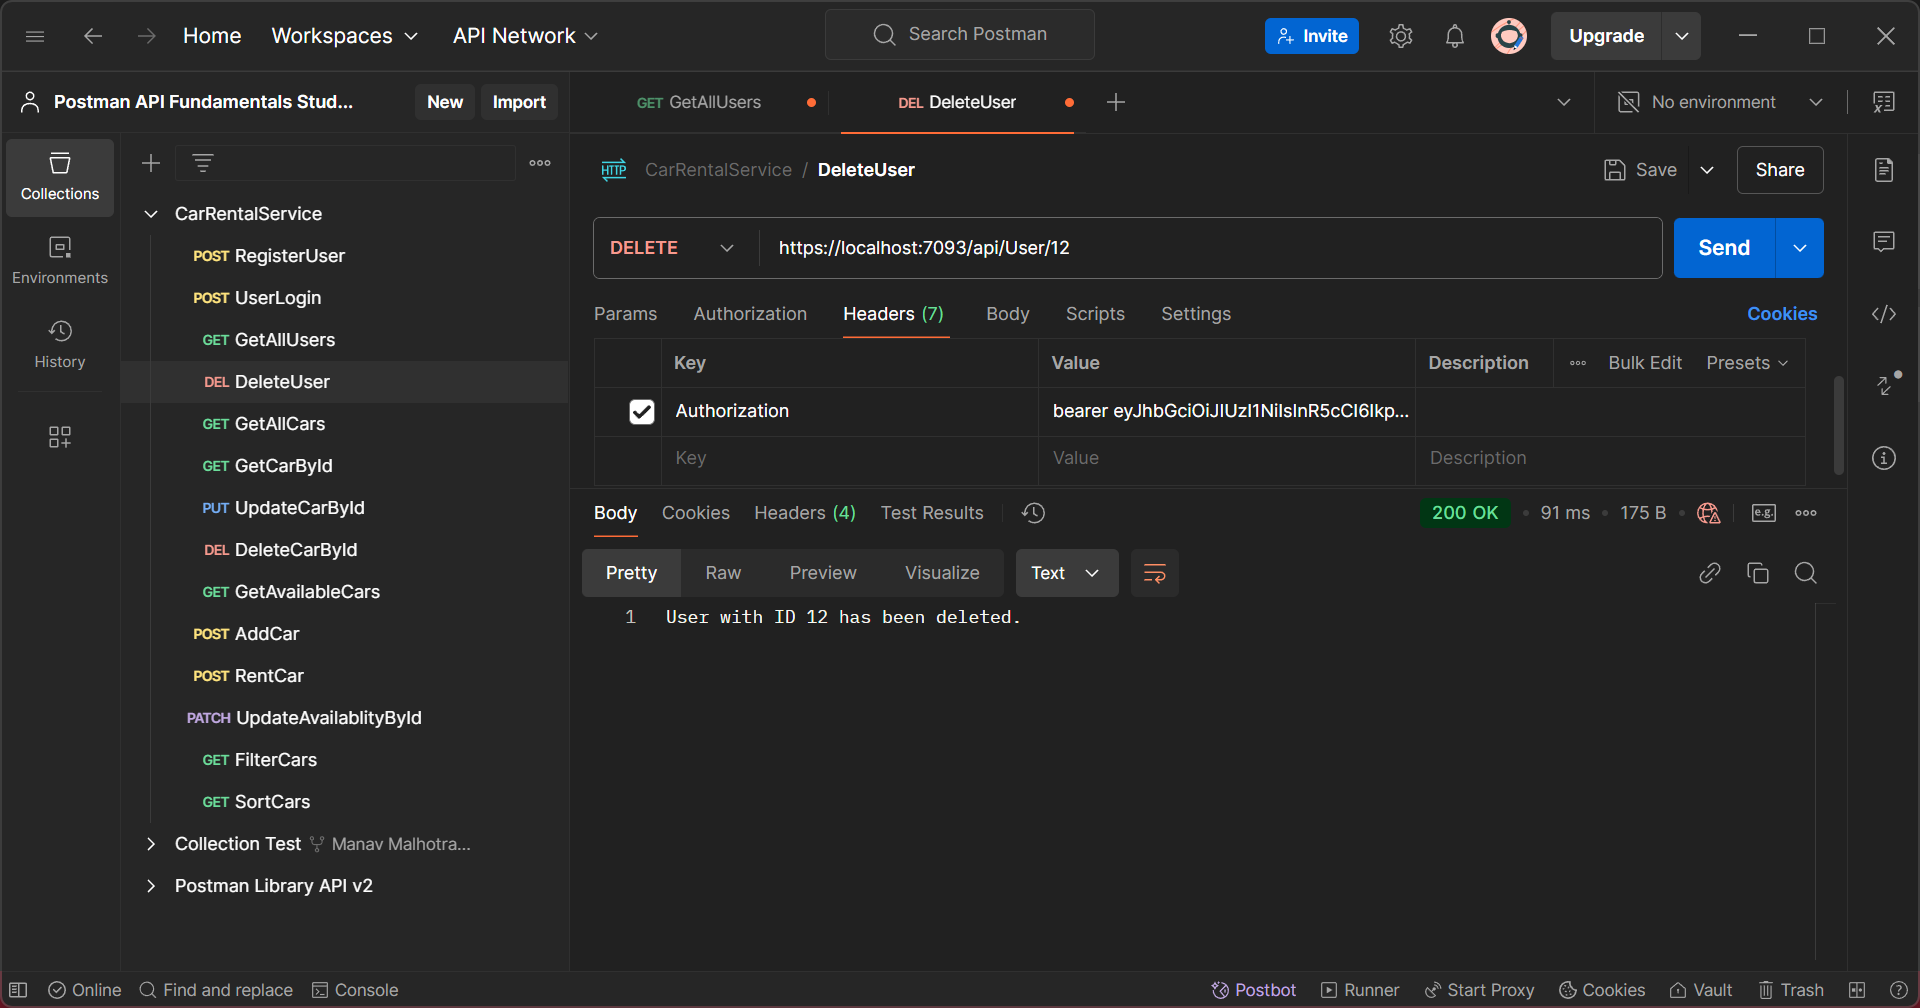 Home Workspaces API Network Search Postman Invite Upgrade
Postman API Fundamentals Stud... New Import
GET GetAllUsers DEL DeleteUser No environment
Collections
Environments
History
CarRentalService
POST RegisterUser
POST UserLogin
GET GetAllUsers
DEL DeleteUser
GET GetAllCars
GET GetCarById
PUT UpdateCarById
DEL DeleteCarById
GET GetAvailableCars
POST AddCar
POST RentCar
PATCH UpdateAvailablityById
GET FilterCars
GET SortCars
Collection Test Manav Malhotra...
Postman Library API v2
HTTP CarRentalService / DeleteUser Save Share
DELETE https://localhost:7093/api/User/12 Send
Params Authorization Headers (7) Body Scripts Settings Cookies
Key Value Description Bulk Edit Presets
Authorization bearer eyJhbGciOiJIUzI1NiIsInR5cCI6Ikp...
Key Value Description
Body Cookies Headers (4) Test Results 200 OK • 91 ms • 175 B • e.g.
Pretty Raw Preview Visualize Text
1 User with ID 12 has been deleted.
Online Find and replace Console Postbot Runner Start Proxy Cookies Vault Trash